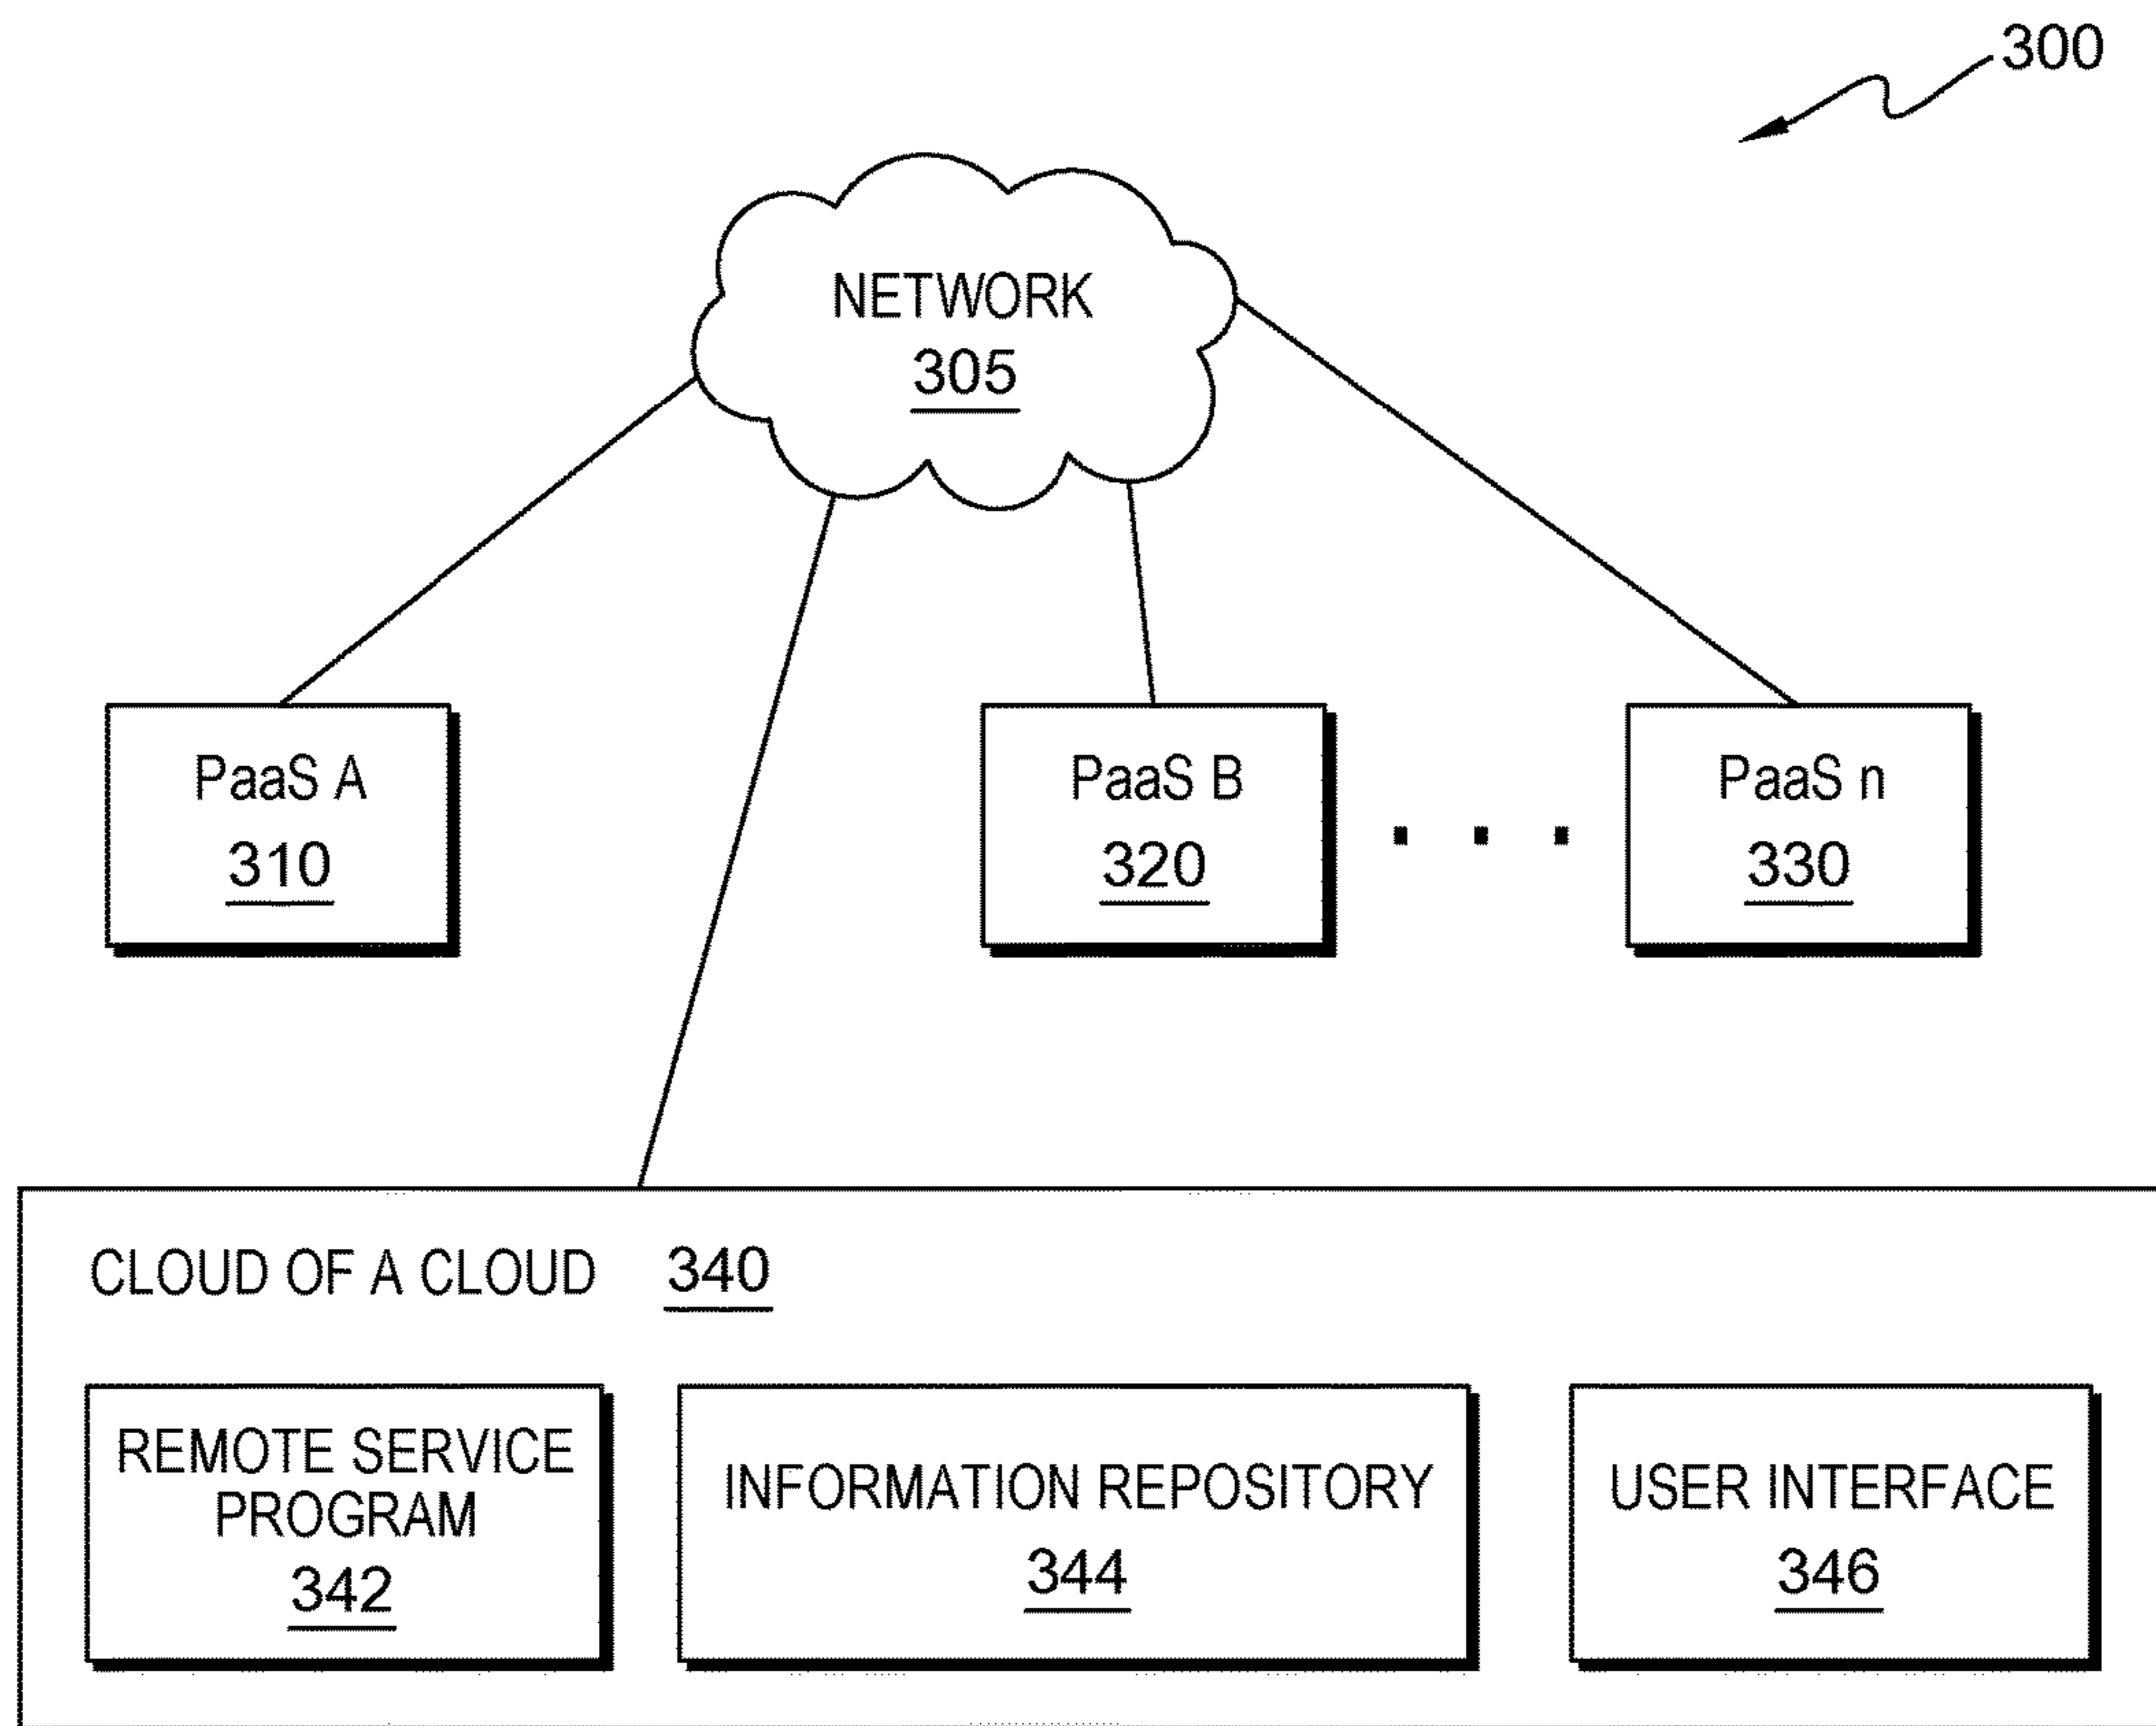 300
NETWORK
305
PaaS A
310
PaaS B
320
. . .
PaaS n
330
CLOUD OF A CLOUD 340
REMOTE SERVICE
PROGRAM
342
INFORMATION REPOSITORY
344
USER INTERFACE
346